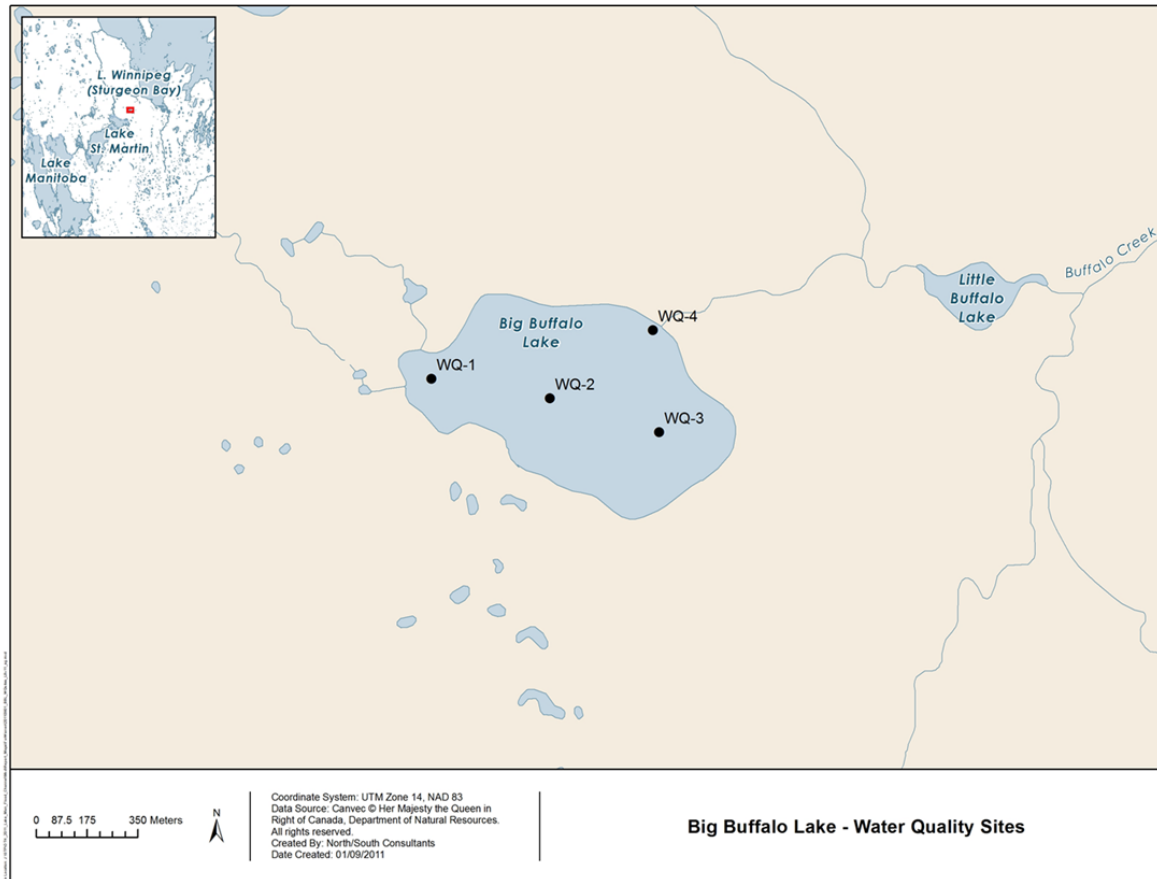 L. Winnipeg
(Sturgeon Bay)
Lake
St. Martin
Lake
Manitoba
Buffalo Creek
Little
Buffalo
Lake
Big Buffalo
Lake
WQ-4
WQ-1
WQ-2
WQ-3
0 87.5 175 350 Meters
N
Coordinate System: UTM Zone 14, NAD 83
Data Source: Canvec © Her Majesty the Queen in
Right of Canada, Department of Natural Resources.
All rights reserved.
Created By: North/South Consultants
Date Created: 01/09/2011
Big Buffalo Lake - Water Quality Sites